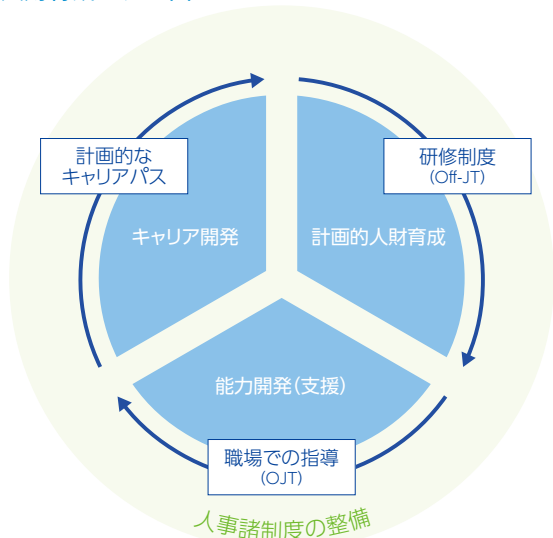 計画的な
キャリアパス
研修制度
(Off-JT)
キャリア開発
計画的人財育成
能力開発(支援)
職場での指導
(OJT)
人事諸制度の整備